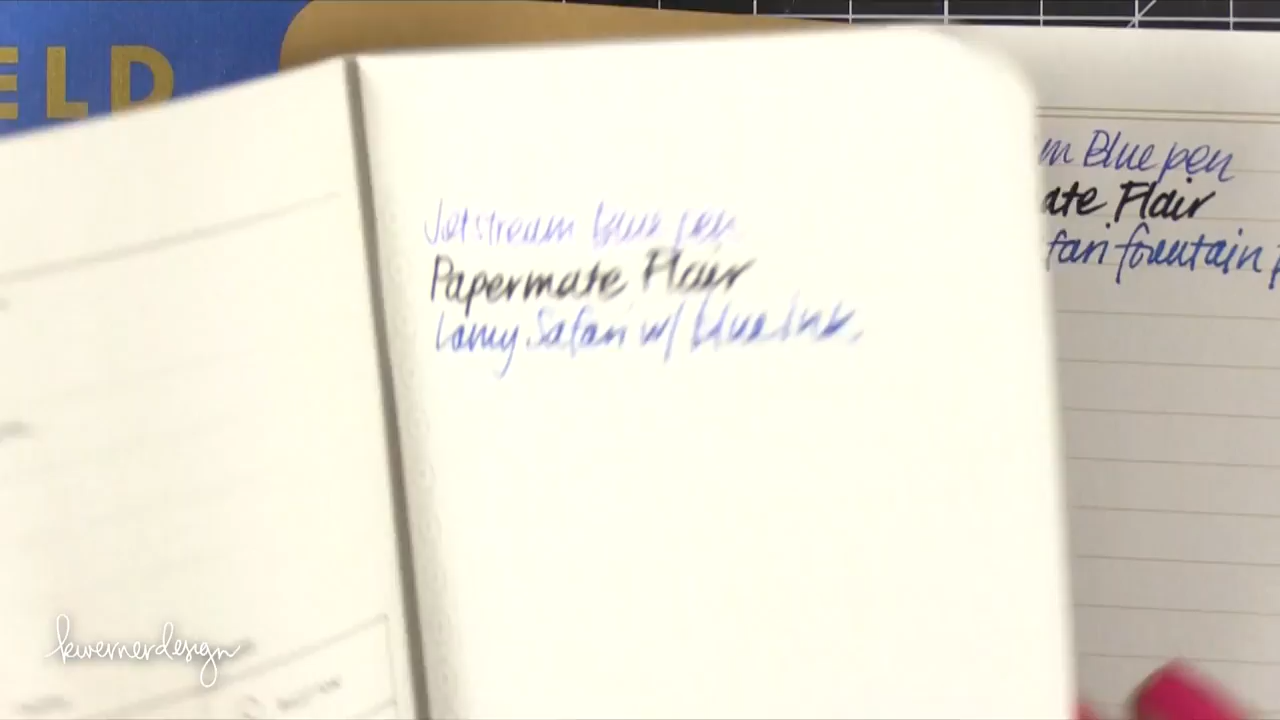 ELD
Jetstream blue pen
Papermate Flair
Lamy Safari w/ blue ink.
m Blue pen
ate Flair
fari fountain
kwernerdesign